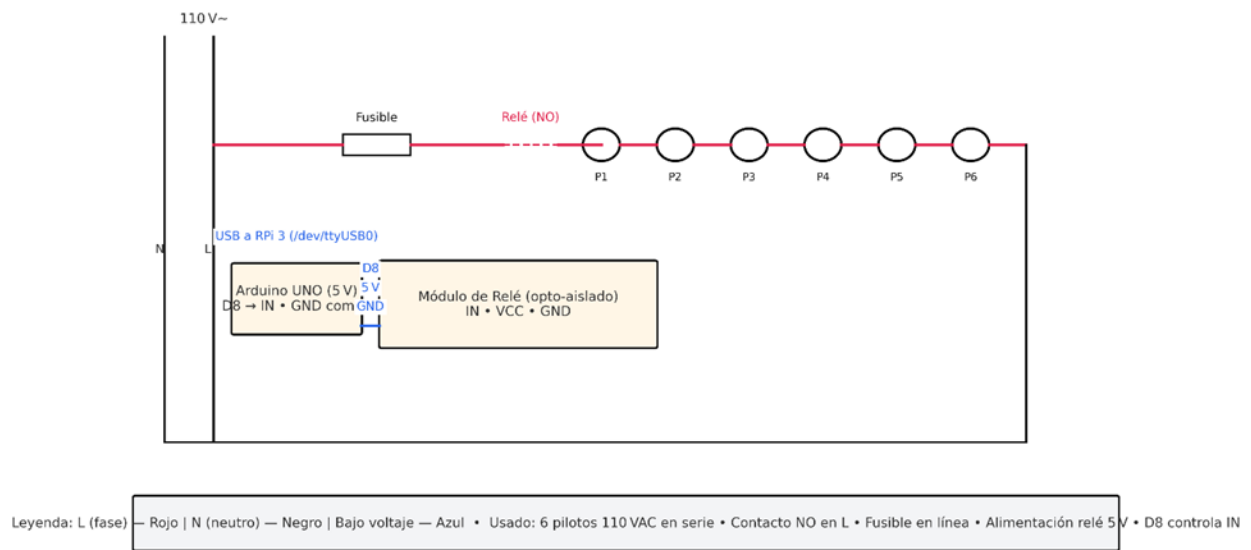 110 V~
Fusible
Relé (NO)
P1
P2
P3
P4
P5
P6
N
L
USB a RPi 3 (/dev/ttyUSB0)
D8
5 V
GND
Arduino UNO (5 V)
D8 → IN • GND com
Módulo de Relé (opto-aislado)
IN • VCC • GND
Leyenda: L (fase) — Rojo | N (neutro) — Negro | Bajo voltaje — Azul • Usado: 6 pilotos 110 VAC en serie • Contacto NO en L • Fusible en línea • Alimentación relé 5 V • D8 controla IN